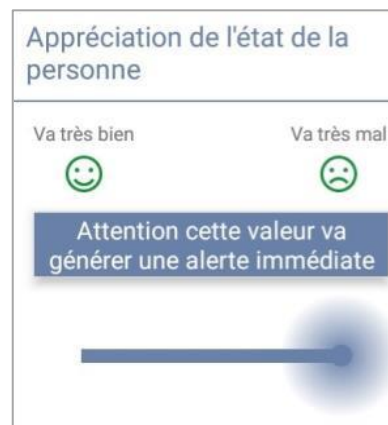 Appréciation de l'état de la
personne
Va très bien
Va très mal
Attention cette valeur va
générer une alerte immédiate